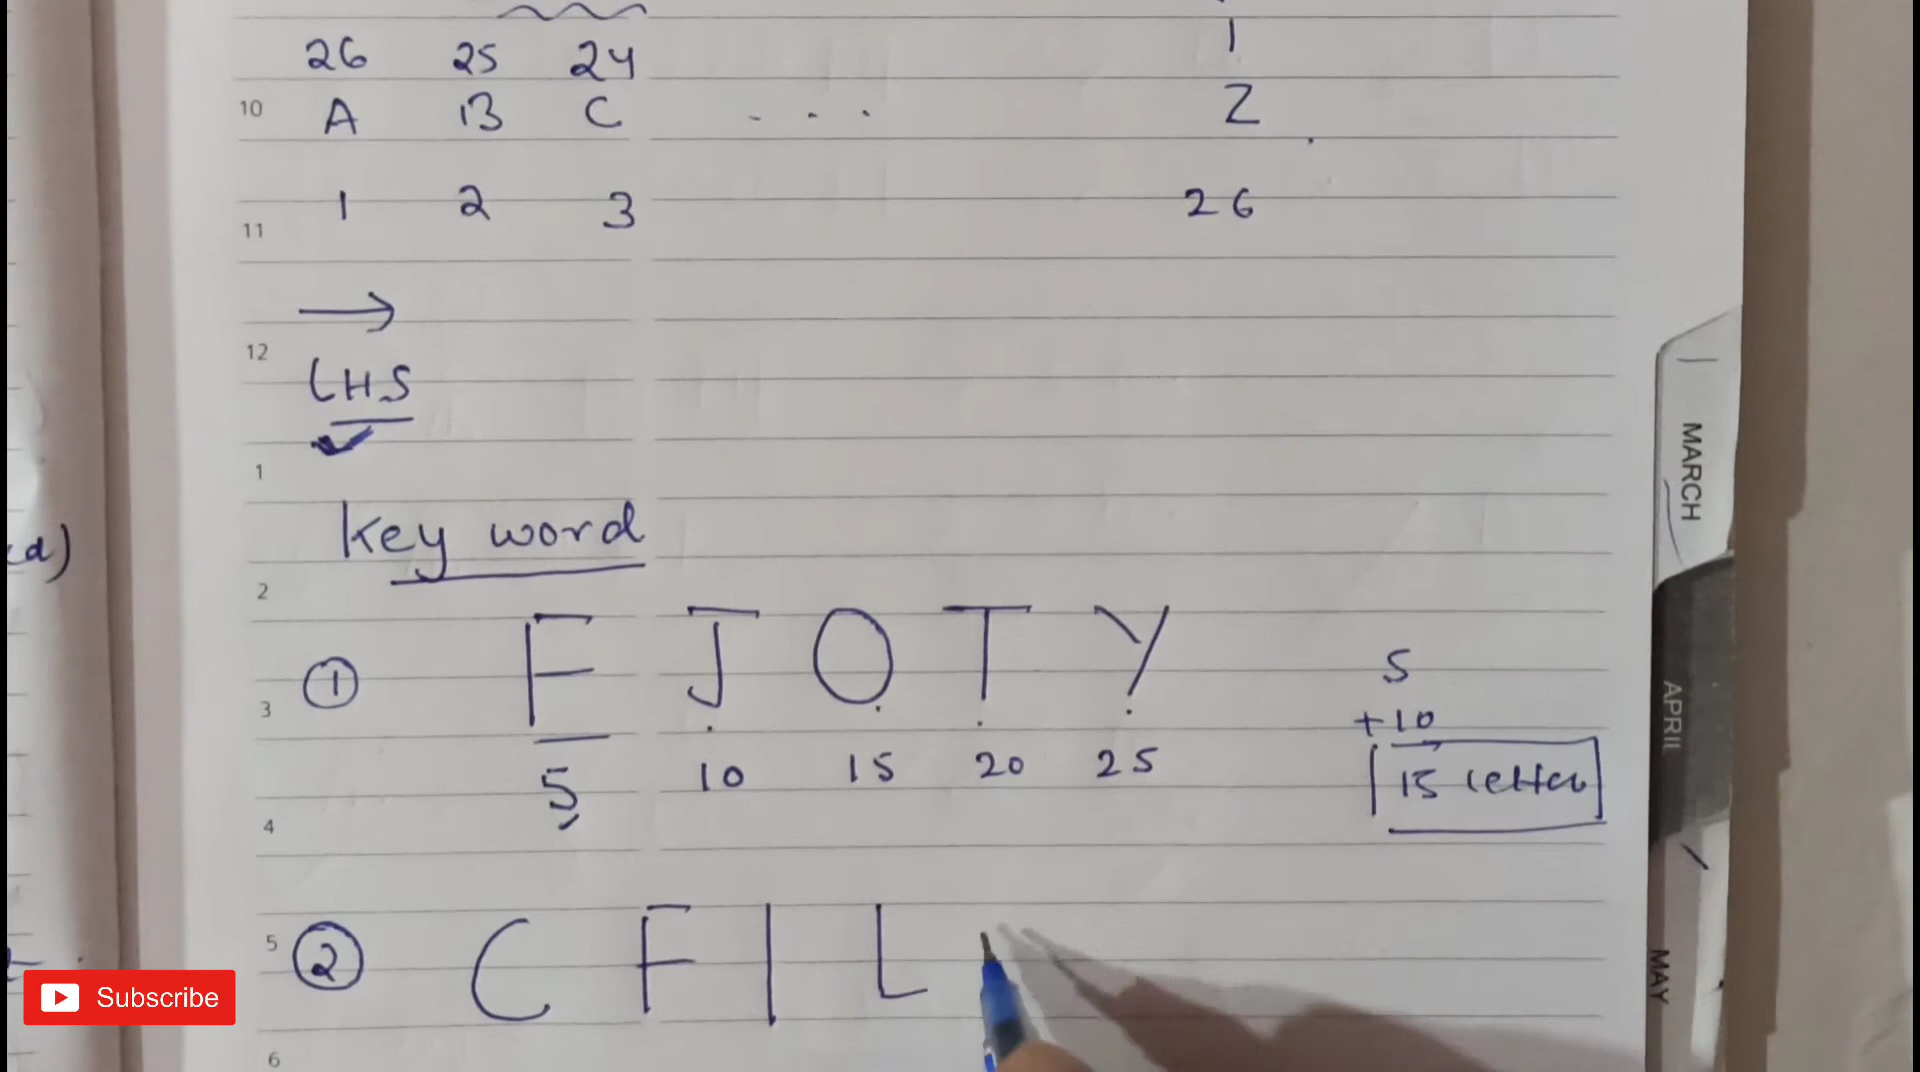 26 25 24 1
10 A B C . . . Z
1 2 3 26
11
12
LHS
1
key word
2
① E J O T Y 5
3 +10
5 10 15 20 25 15 letter
4
② C F I L
5
6
d)
MARCH
APRIL
MAY
Subscribe